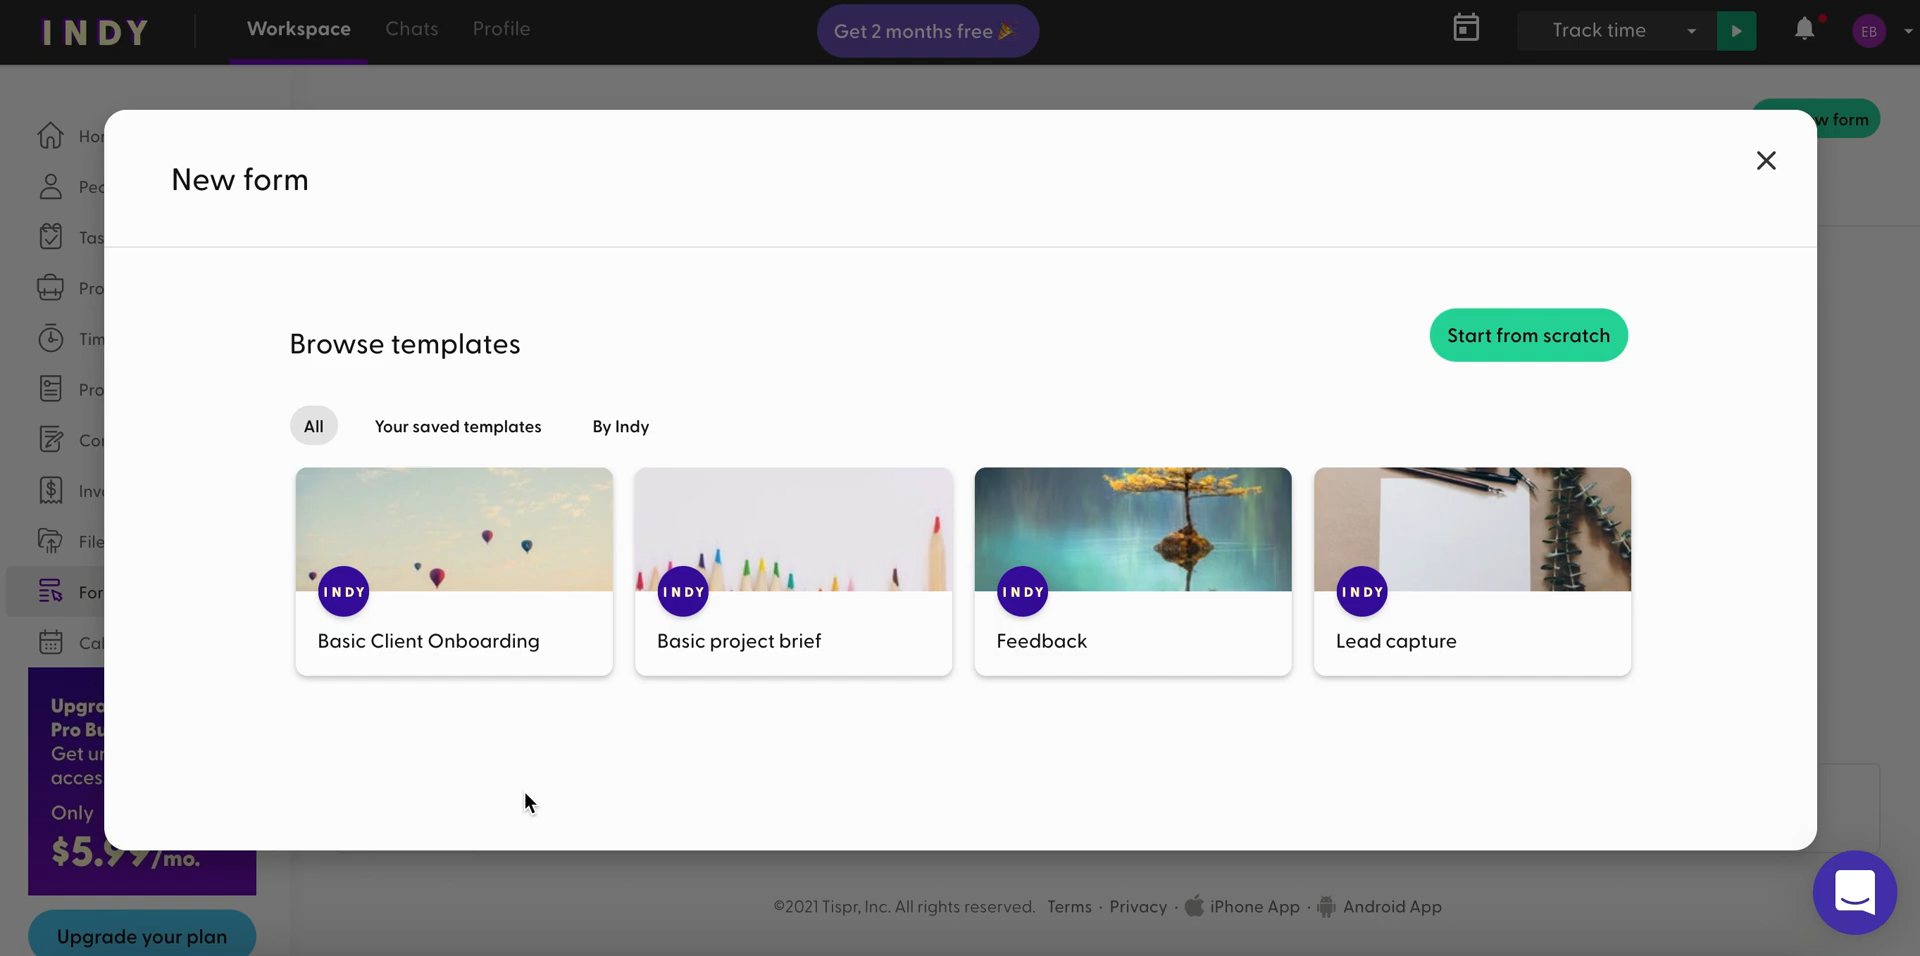 INDY
Workspace
Chats
Profile
Get 2 months free
Track time
EB
New form
w form
Browse templates
Start from scratch
All
Your saved templates
By Indy
INDY
INDY
INDY
INDY
Basic Client Onboarding
Basic project brief
Feedback
Lead capture
Only
$5.99/mo.
Upgrade your plan
©2021 Tispr, Inc. All rights reserved. Terms · Privacy · iPhone App · Android App